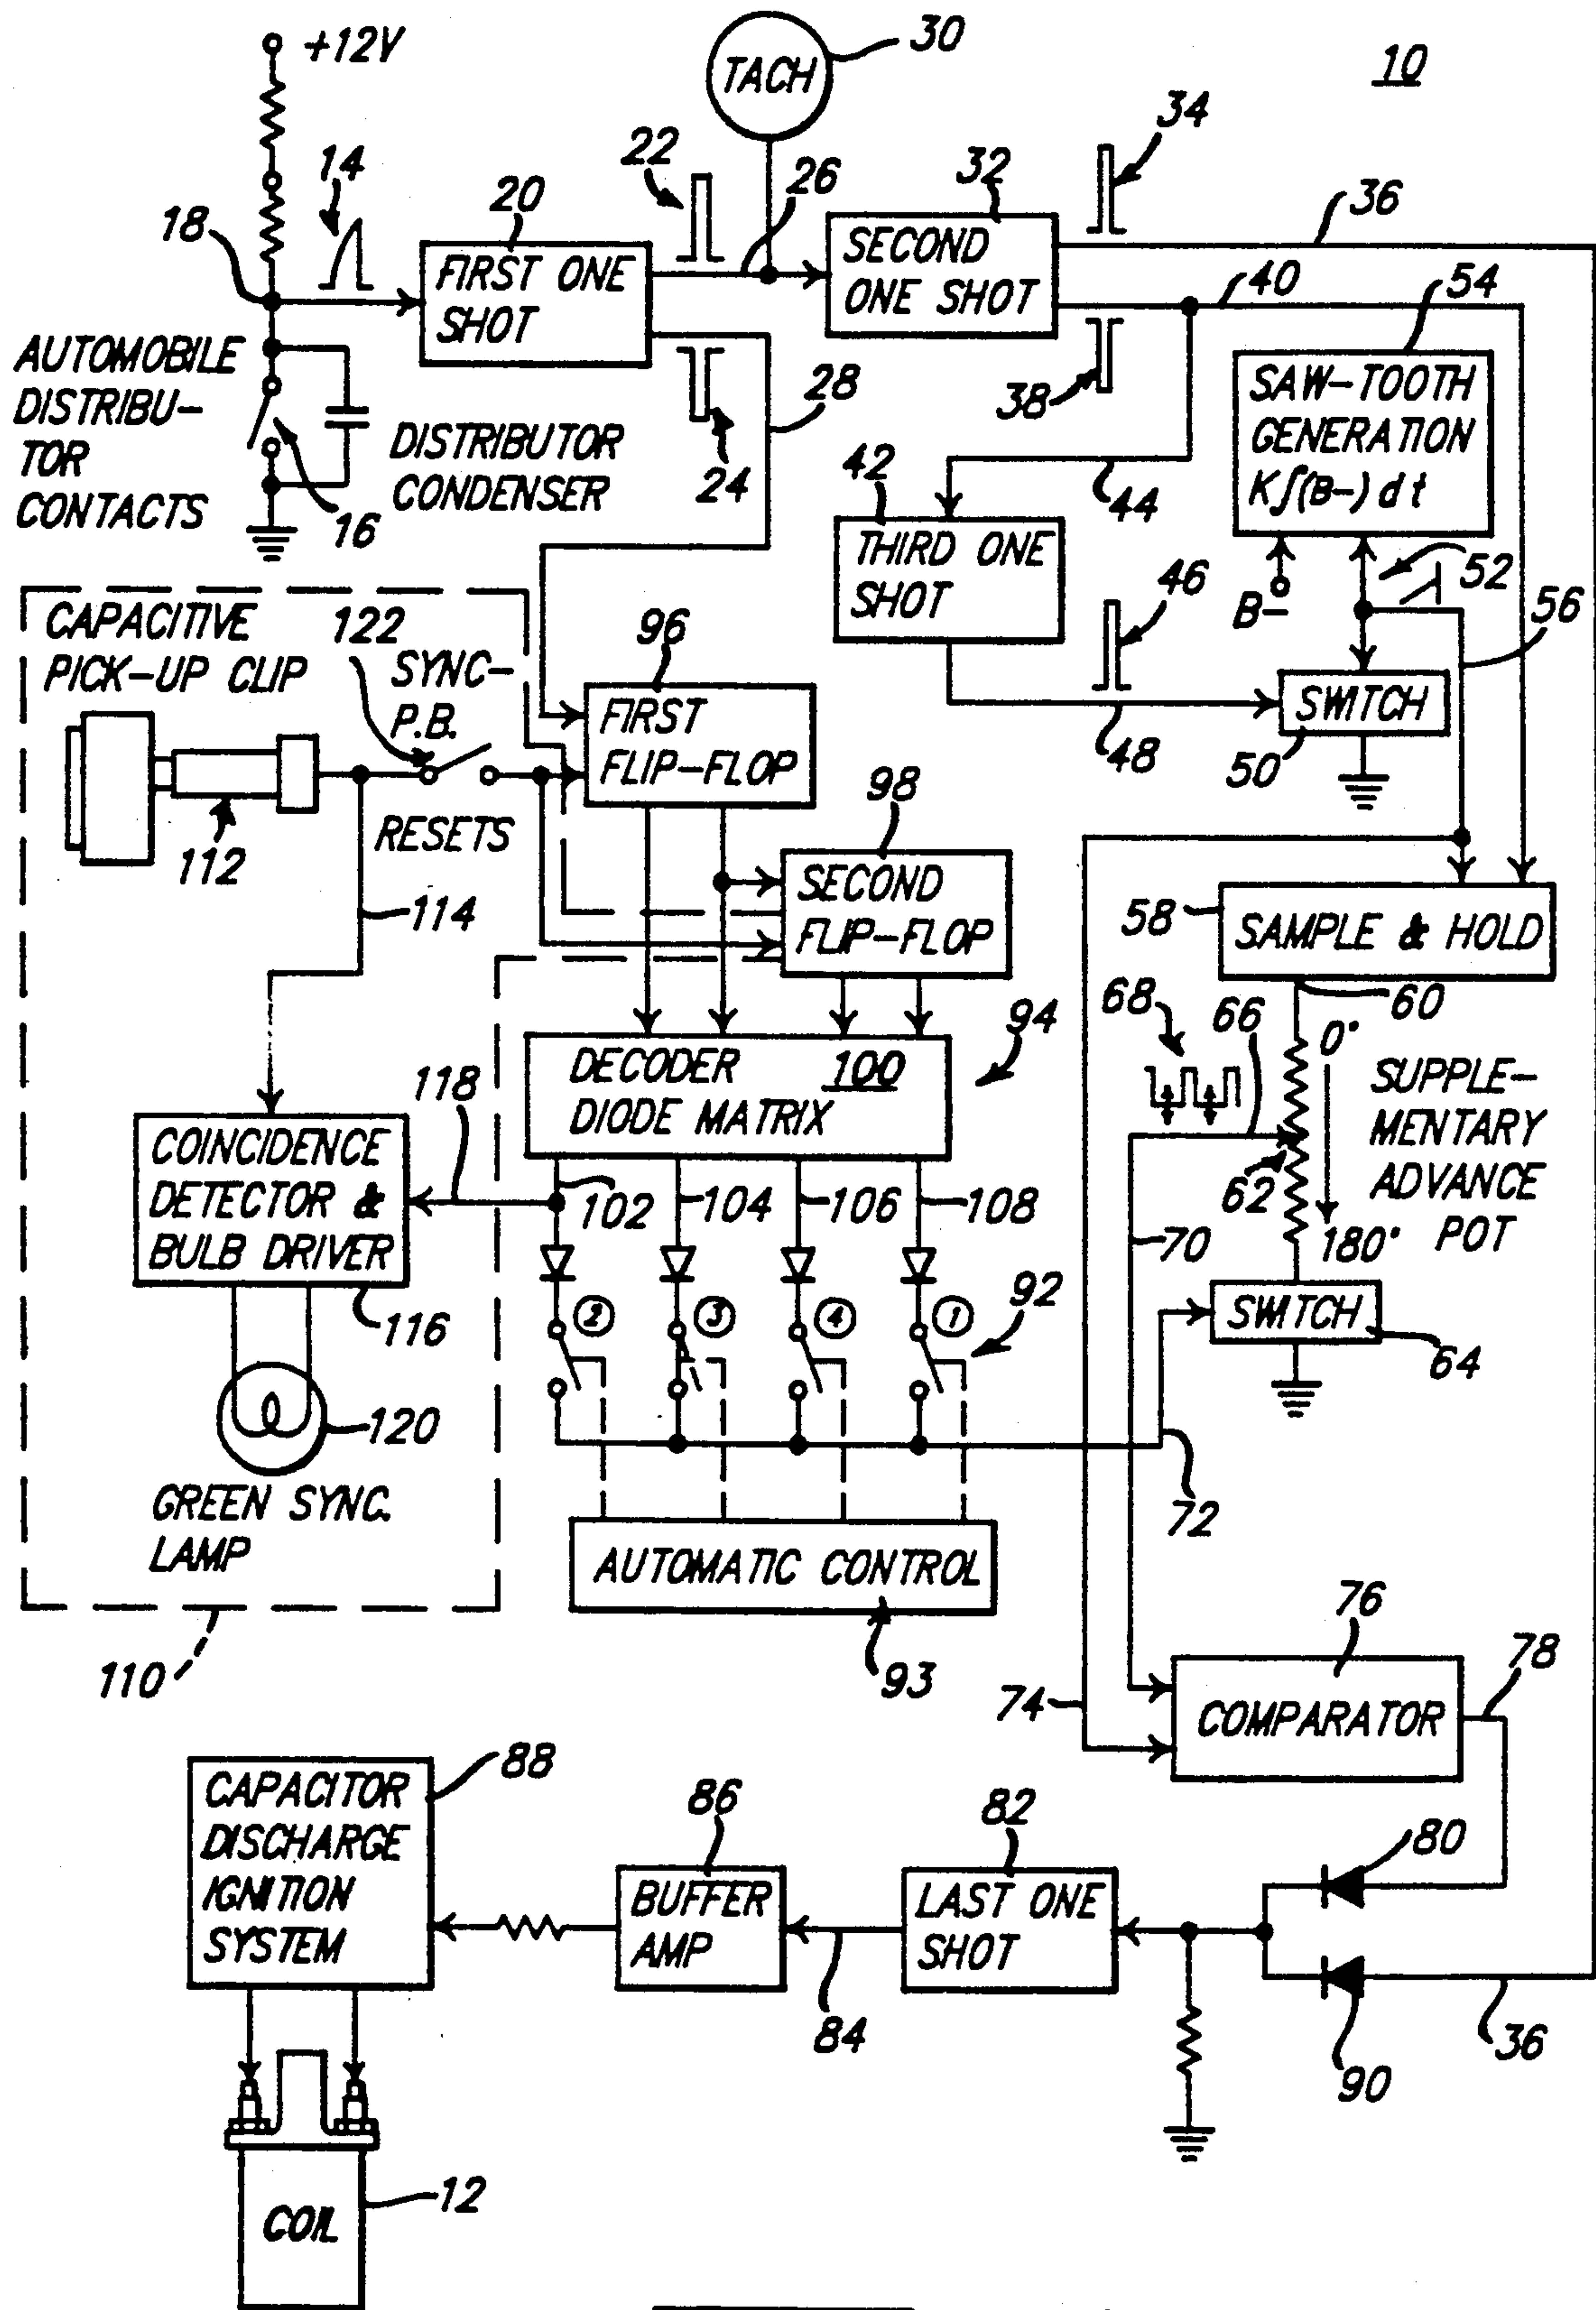 +12V
TACH
30
10
14
20
22
26
32
34
36
18
FIRST ONE
SHOT
SECOND
ONE SHOT
40
54
AUTOMOBILE
DISTRIBU-
TOR
CONTACTS
16
DISTRIBUTOR
CONDENSER
24
28
38
SAW-TOOTH
GENERATION
K∫(B-) dt
42
44
THIRD ONE
SHOT
46
B-
52
56
CAPACITIVE
PICK-UP CLIP
122
SYNC-
P.B.
96
FIRST
FLIP-FLOP
48
SWITCH
50
112
RESETS
98
114
SECOND
FLIP-FLOP
58
SAMPLE & HOLD
60
68
66
0°
94
DECODER 100
DIODE MATRIX
118
SUPPLE-
MENTARY
ADVANCE
POT
COINCIDENCE
DETECTOR &
BULB DRIVER
102
104
106
108
62
70
180°
116
2
3
4
1
92
SWITCH
64
120
GREEN SYNC.
LAMP
72
AUTOMATIC CONTROL
93
110
76
74
COMPARATOR
78
88
CAPACITOR
DISCHARGE
IGNITION
SYSTEM
86
BUFFER
AMP
82
LAST ONE
SHOT
80
84
90
36
COIL
12